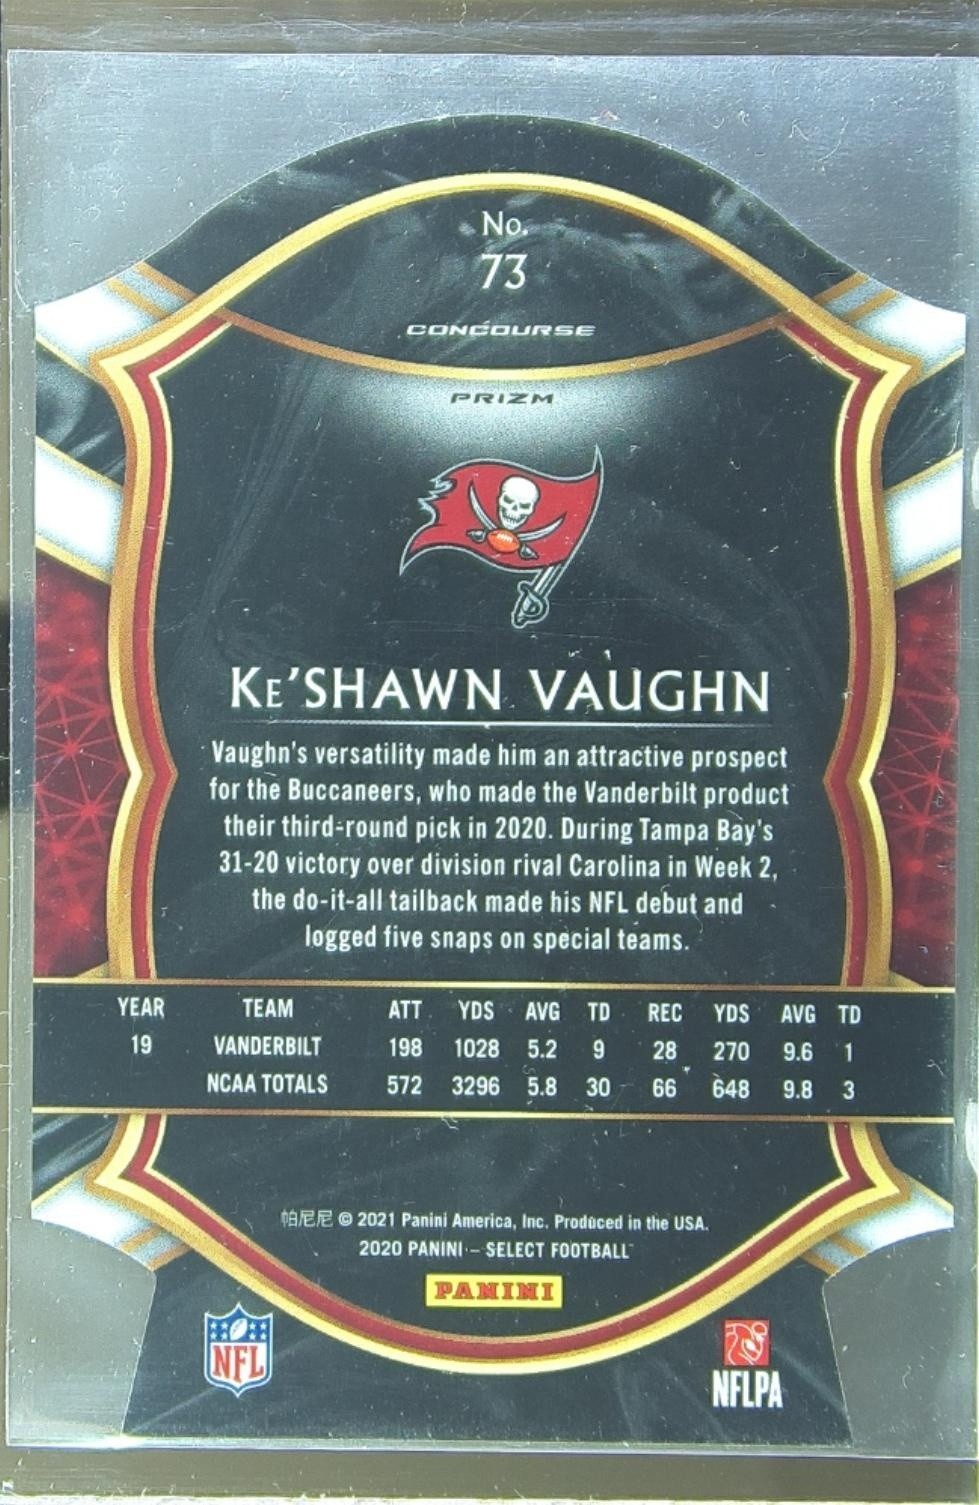 No.
73
CONCOURSE
PRIZM
KE'SHAWN VAUGHN
Vaughn's versatility made him an attractive prospect
for the Buccaneers, who made the Vanderbilt product
their third-round pick in 2020. During Tampa Bay's
31-20 victory over division rival Carolina in Week 2,
the do-it-all tailback made his NFL debut and
logged five snaps on special teams.
YEAR TEAM ATT YDS AVG TD REC YDS AVG TD
19 VANDERBILT 198 1028 5.2 9 28 270 9.6 1
NCAA TOTALS 572 3296 5.8 30 66 648 9.8 3
帕尼尼 © 2021 Panini America, Inc. Produced in the USA.
2020 PANINI – SELECT FOOTBALL
PANINI
NFL
NFLPA